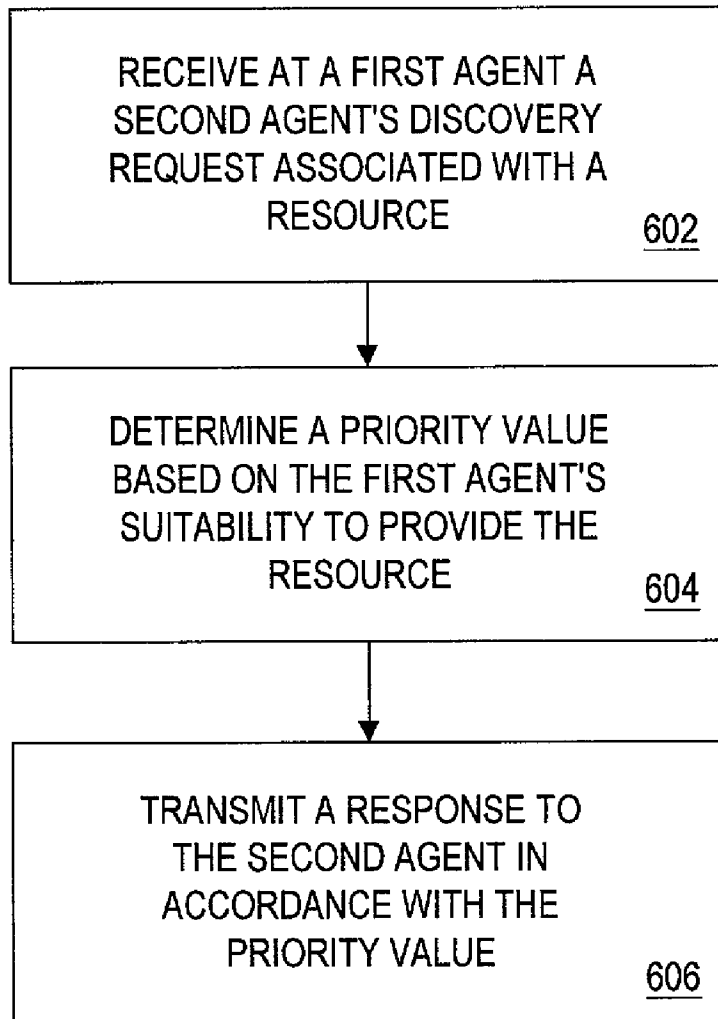 RECEIVE AT A FIRST AGENT A
SECOND AGENT'S DISCOVERY
REQUEST ASSOCIATED WITH A
RESOURCE
602
DETERMINE A PRIORITY VALUE
BASED ON THE FIRST AGENT'S
SUITABILITY TO PROVIDE THE
RESOURCE
604
TRANSMIT A RESPONSE TO
THE SECOND AGENT IN
ACCORDANCE WITH THE
PRIORITY VALUE
606